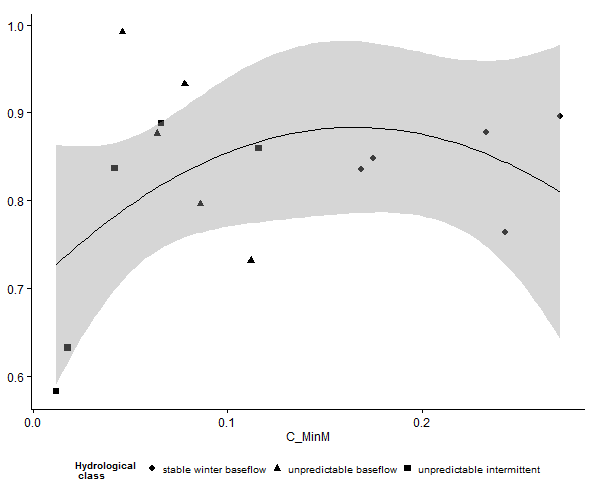 1.0
0.9
0.8
0.7
0.6
0.0 0.1 0.2
C_MinM
Hydrological
class
stable winter baseflow unpredictable baseflow unpredictable intermittent